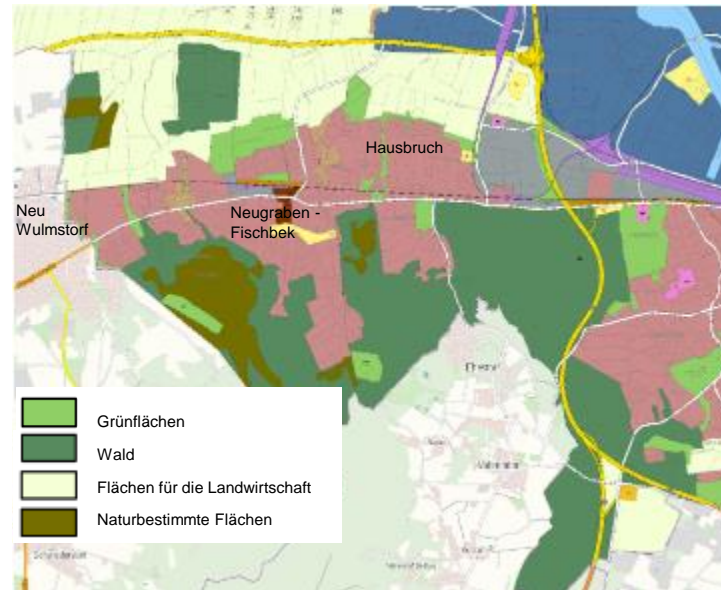 Hausbruch
Neu
Wulmstorf
Neugraben -
Fischbek
Grünflächen
Wald
Flächen für die Landwirtschaft
Naturbestimmte Flächen